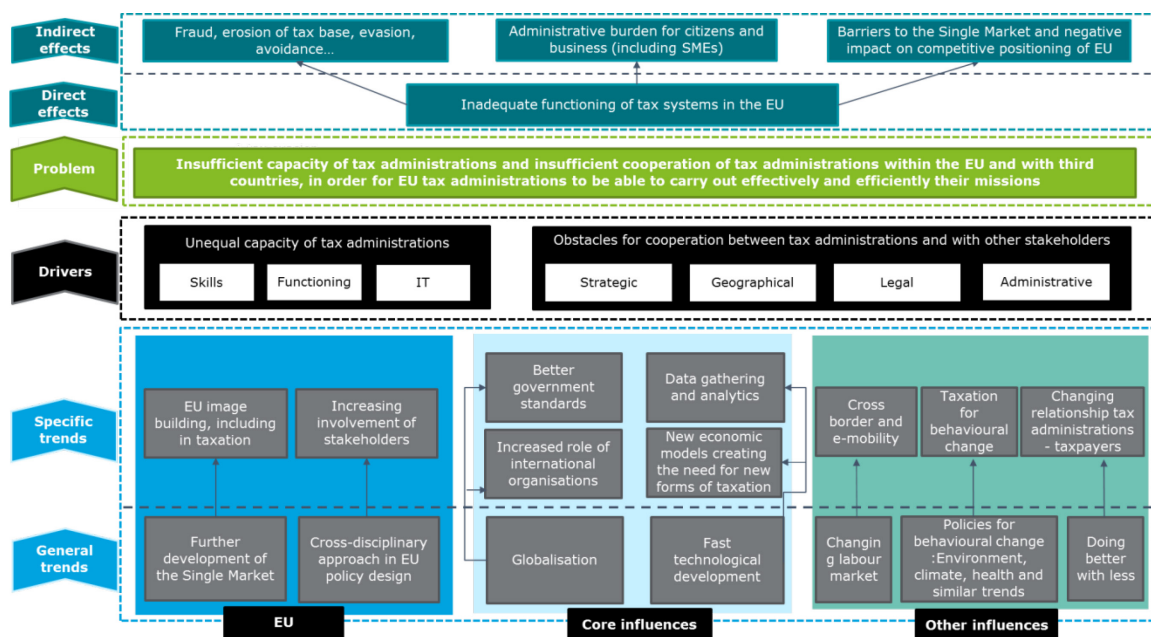 Indirect
effects
Fraud, erosion of tax base, evasion,
avoidance…
Administrative burden for citizens and
business (including SMEs)
Barriers to the Single Market and negative
impact on competitive positioning of EU
Direct
effects
Inadequate functioning of tax systems in the EU
Problem
Insufficient capacity of tax administrations and insufficient cooperation of tax administrations within the EU and with third
countries, in order for EU tax administrations to be able to carry out effectively and efficiently their missions
Drivers
Unequal capacity of tax administrations
Skills
Functioning
IT
Obstacles for cooperation between tax administrations and with other stakeholders
Strategic
Geographical
Legal
Administrative
Specific
trends
EU image
building, including
in taxation
Increasing
involvement of
stakeholders
Better
government
standards
Data gathering
and analytics
Increased role of
international
organisations
New economic
models creating
the need for new
forms of taxation
Cross
border and
e-mobility
Taxation
for
behavioural
change
Changing
relationship tax
administrations
- taxpayers
General
trends
Further
development of
the Single Market
Cross-disciplinary
approach in EU
policy design
Globalisation
Fast
technological
development
Changin
g labour
market
Policies for
behavioural change
:Environment,
climate, health and
similar trends
Doing
better
with less
EU
Core influences
Other influences